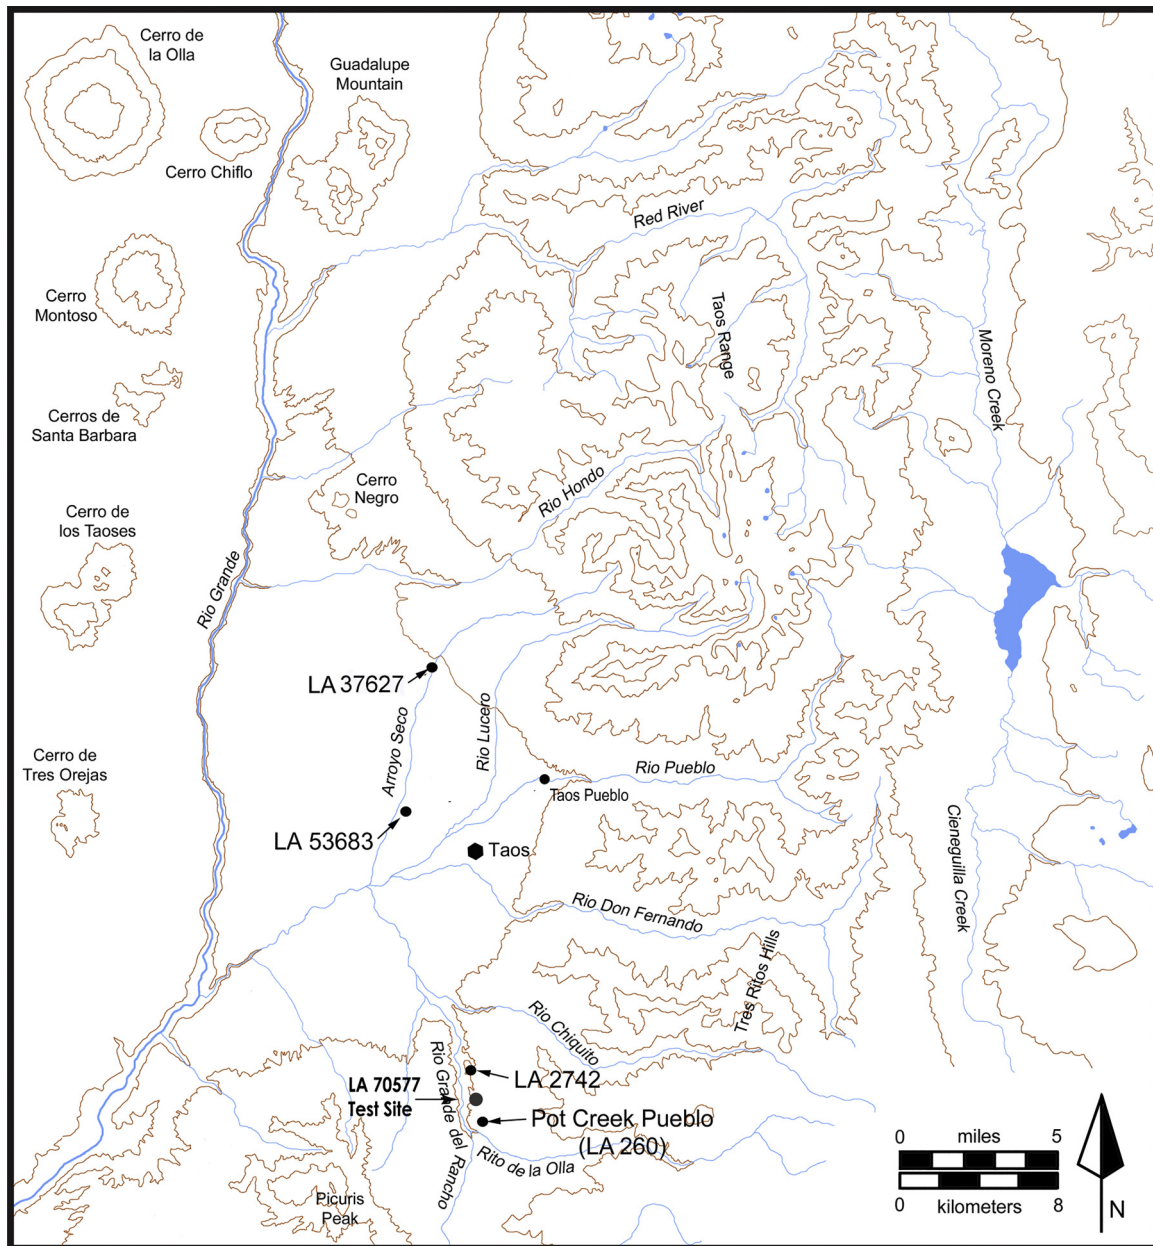 Cerro de
la Olla
Guadalupe
Mountain
Cerro Chiflo
Red River
Cerro
Montoso
Taos Range
Moreno Creek
Cerros de
Santa Barbara
Cerro
Negro
Rio Hondo
Cerro de
los Taoses
Rio Grande
LA 37627
Arroyo Seco
Rio Lucero
Cerro de
Tres Orejas
Rio Pueblo
Taos Pueblo
LA 53683
Taos
Cieneguilla Creek
Rio Don Fernando
Tres Ritos Hills
Rio Chiquito
Rio Grande del Rancho
LA 2742
LA 70577
Test Site
Pot Creek Pueblo
(LA 260)
Rito de la Olla
Picuris
Peak
0 miles 5
0 kilometers 8
N